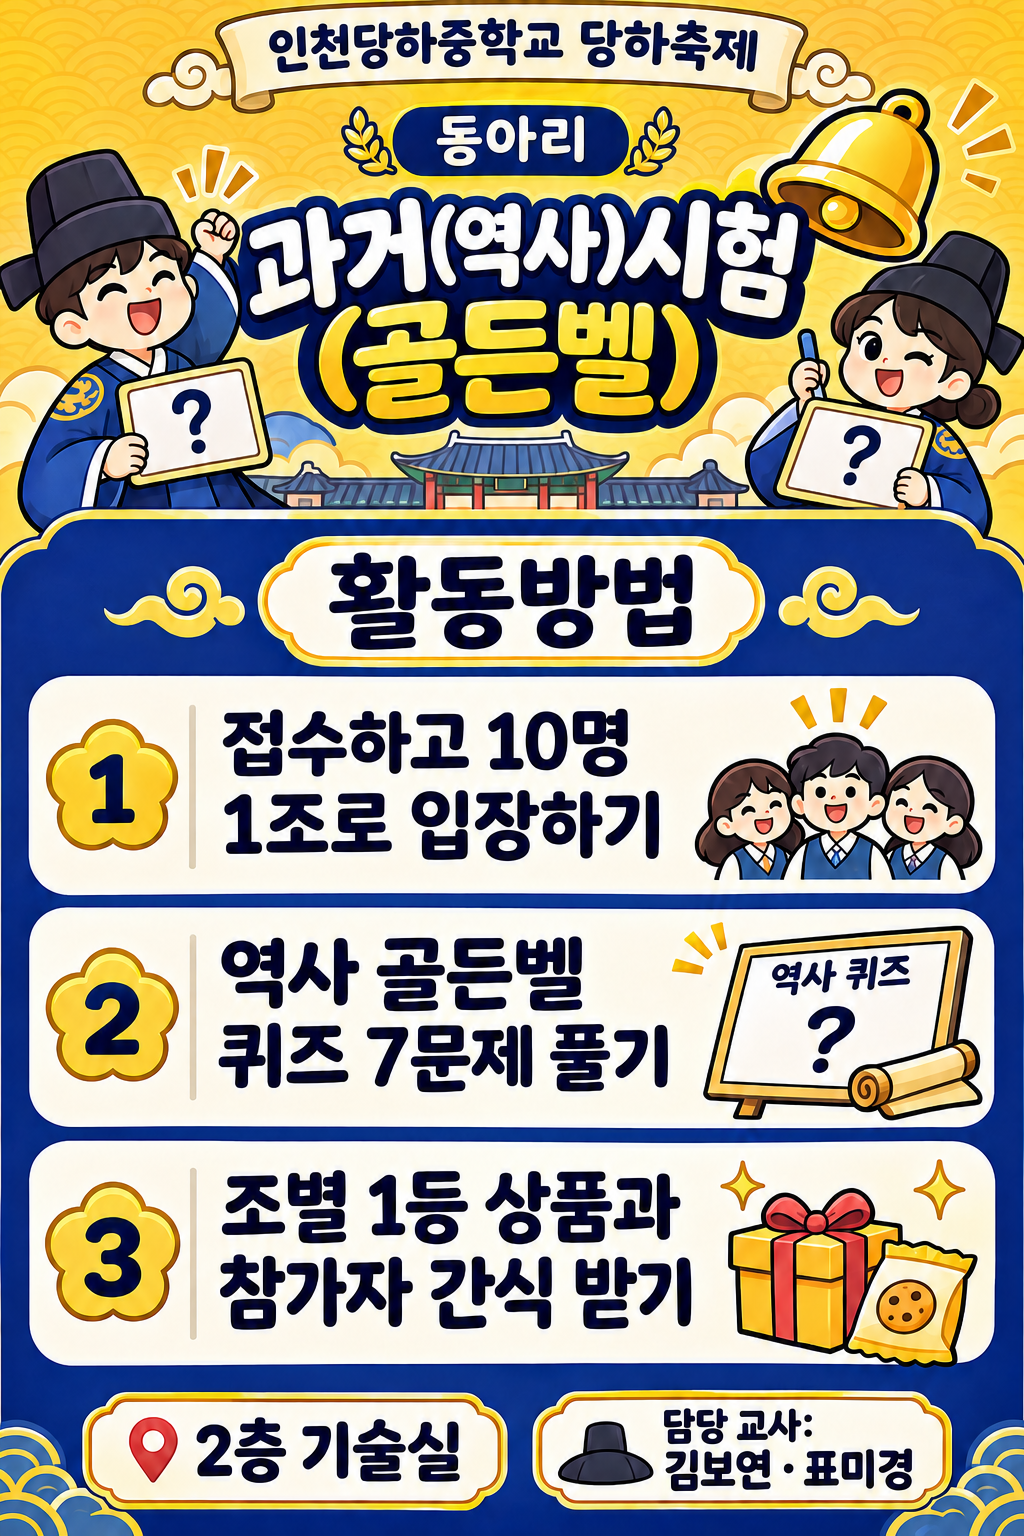 인천당하중학교 당하축제
동아리
과거(역사)시험
(골든벨)
?
?
활동방법
1
접수하고 10명
1조로 입장하기
2
역사 골든벨
퀴즈 7문제 풀기
역사 퀴즈
?
3
조별 1등 상품과
참가자 간식 받기
2층 기술실
담당 교사:
김보연 · 표미경